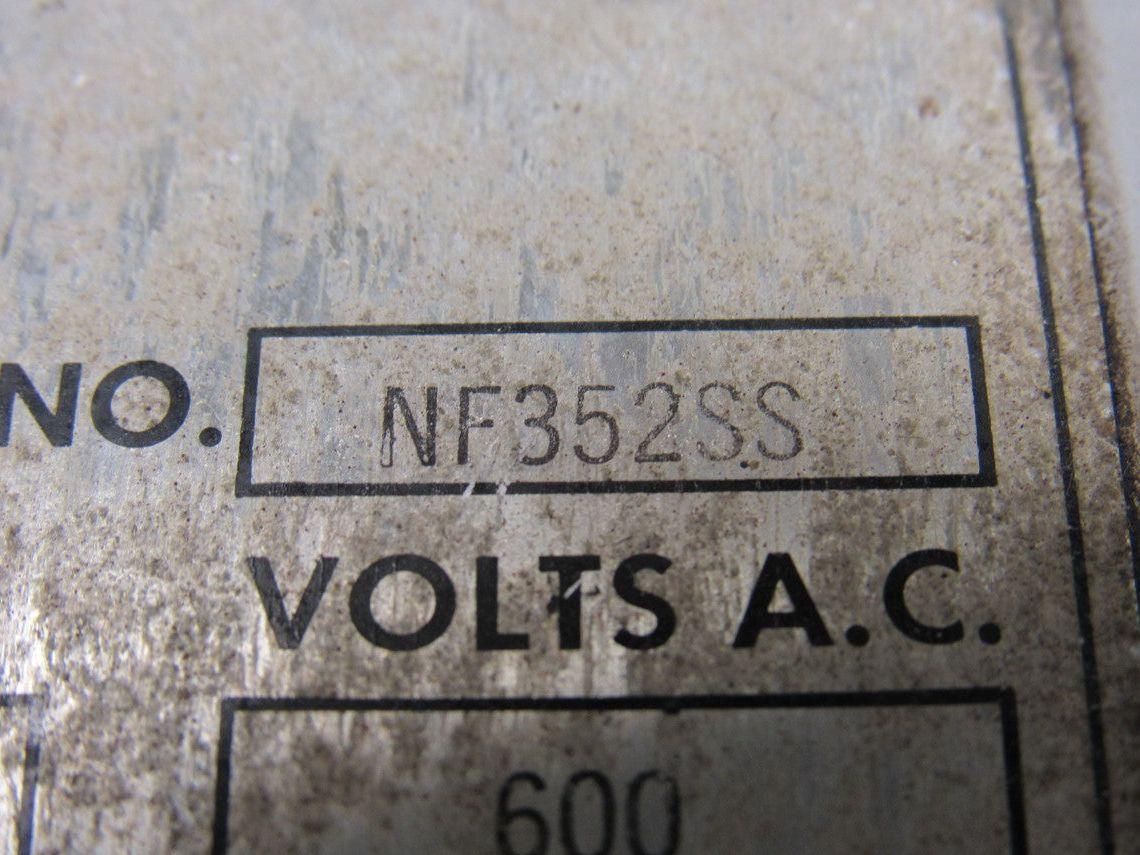 NO. NF352SS
VOLTS A.C.
600